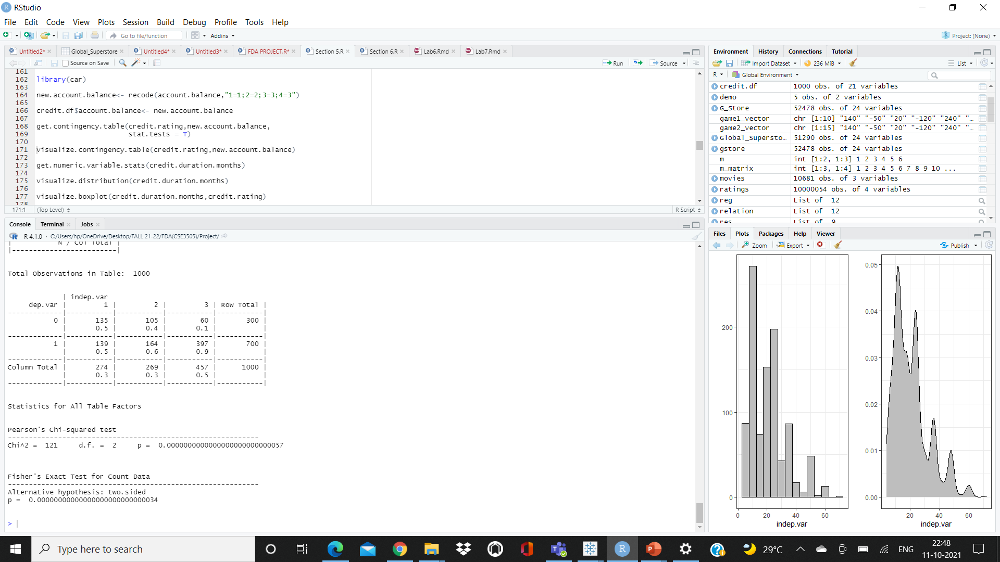 RStudio
File Edit Code View Plots Session Build Debug Profile Tools Help
Go to file/function Addins Project: (None)
Untitled2* Global_Superstore Untitled4* Untitled3* FDA PROJECT.R* Section 5.R Section 6.R Lab6.Rmd Lab7.Rmd
Source on Save Run Source
161
162 library(car)
163
164 new.account.balance<- recode(account.balance,"1=1;2=2;3=3;4=3")
165
166 credit.df$account.balance<- new.account.balance
167
168 get.contingency.table(credit.rating,new.account.balance,
169 stat.tests = T)
170
171 visualize.contingency.table(credit.rating,new.account.balance)
172
173 get.numeric.variable.stats(credit.duration.months)
174
175 visualize.distribution(credit.duration.months)
176
177 visualize.boxplot(credit.duration.months,credit.rating)
178
171:1 (Top Level) R Script
Console Terminal Jobs
R 4.1.0 · C:/Users/hp/OneDrive/Desktop/FALL 21-22/FDA(CSE3505)/Project/
| N / Col Total |
|-------------------------|
Total Observations in Table:  1000
| indep.var
dep.var | 1 | 2 | 3 | Row Total |
-------------|-----------|-----------|-----------|-----------|
0 | 135 | 105 | 60 | 300 |
| 0.5 | 0.4 | 0.1 | |
-------------|-----------|-----------|-----------|-----------|
1 | 139 | 164 | 397 | 700 |
| 0.5 | 0.6 | 0.9 | |
-------------|-----------|-----------|-----------|-----------|
Column Total | 274 | 269 | 457 | 1000 |
| 0.3 | 0.3 | 0.5 | |
-------------|-----------|-----------|-----------|-----------|
Statistics for All Table Factors
Pearson's Chi-squared test
------------------------------------------------------------
Chi^2 =  121     d.f. =  2     p =  0.0000000000000000000000000057
Fisher's Exact Test for Count Data
------------------------------------------------------------
Alternative hypothesis: two.sided
p =  0.00000000000000000000000000034
>
Environment History Connections Tutorial
Import Dataset 236 MiB List
R Global Environment
credit.df 1000 obs. of 21 variables
demo 5 obs. of 2 variables
G_Store 52478 obs. of 24 variables
game1_vector chr [1:10] "140" "-50" "20" "-120" "240" "…
game2_vector chr [1:15] "140" "-50" "20" "-120" "240" "…
Global_Supersto… 51290 obs. of 24 variables
gstore 52478 obs. of 24 variables
m int [1:2, 1:3] 1 2 3 4 5 6
m_matrix int [1:3, 1:4] 1 2 3 4 5 6 7 8 9 10 ...
movies 10681 obs. of 3 variables
ratings 10000054 obs. of 4 variables
reg List of 12
relation List of 12
res List of 9
Files Plots Packages Help Viewer
Zoom Export Publish
200
100
0
0 20 40 60
indep.var
0.05
0.04
0.03
0.02
0.01
0.00
20 40 60
indep.var
Type here to search
29°C ENG 22:48
11-10-2021